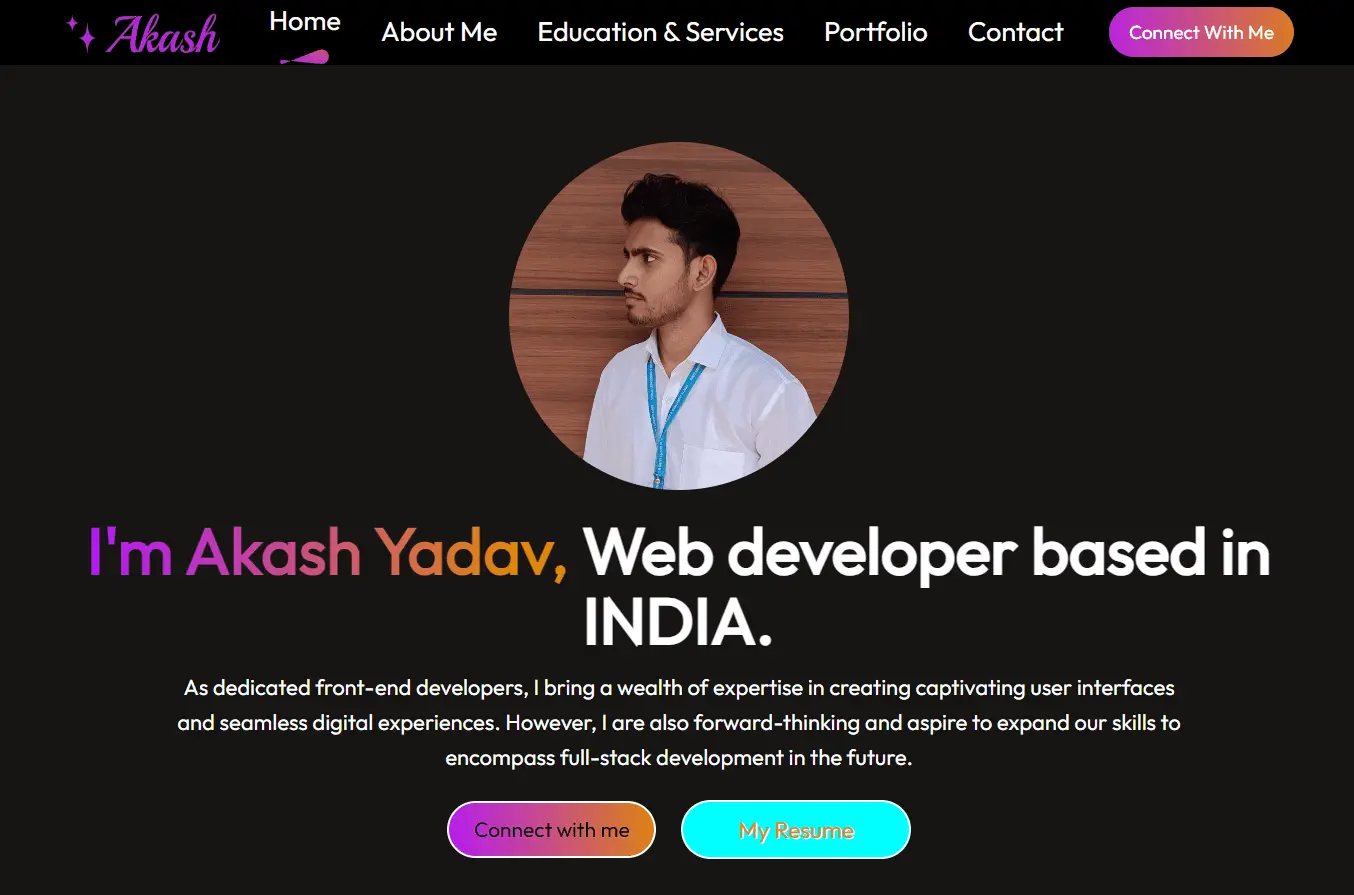 Akash
Home
About Me
Education & Services
Portfolio
Contact
Connect With Me
I'm Akash Yadav, Web developer based in
INDIA.
As dedicated front-end developers, I bring a wealth of expertise in creating captivating user interfaces
and seamless digital experiences. However, I are also forward-thinking and aspire to expand our skills to
encompass full-stack development in the future.
Connect with me
My Resume